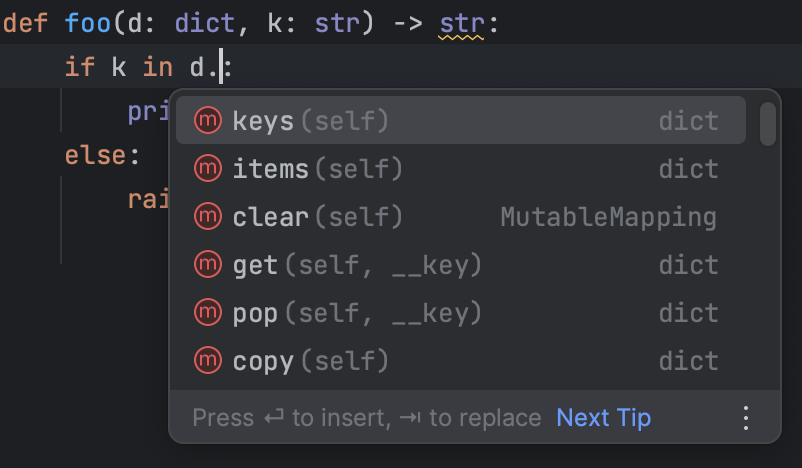 def foo(d: dict, k: str) -> str:
if k in d.:
pri
keys(self) dict
else:
items(self) dict
rai
clear(self) MutableMapping
get(self, __key) dict
pop(self, __key) dict
copy(self) dict
Press ⏎ to insert, ⇥ to replace Next Tip